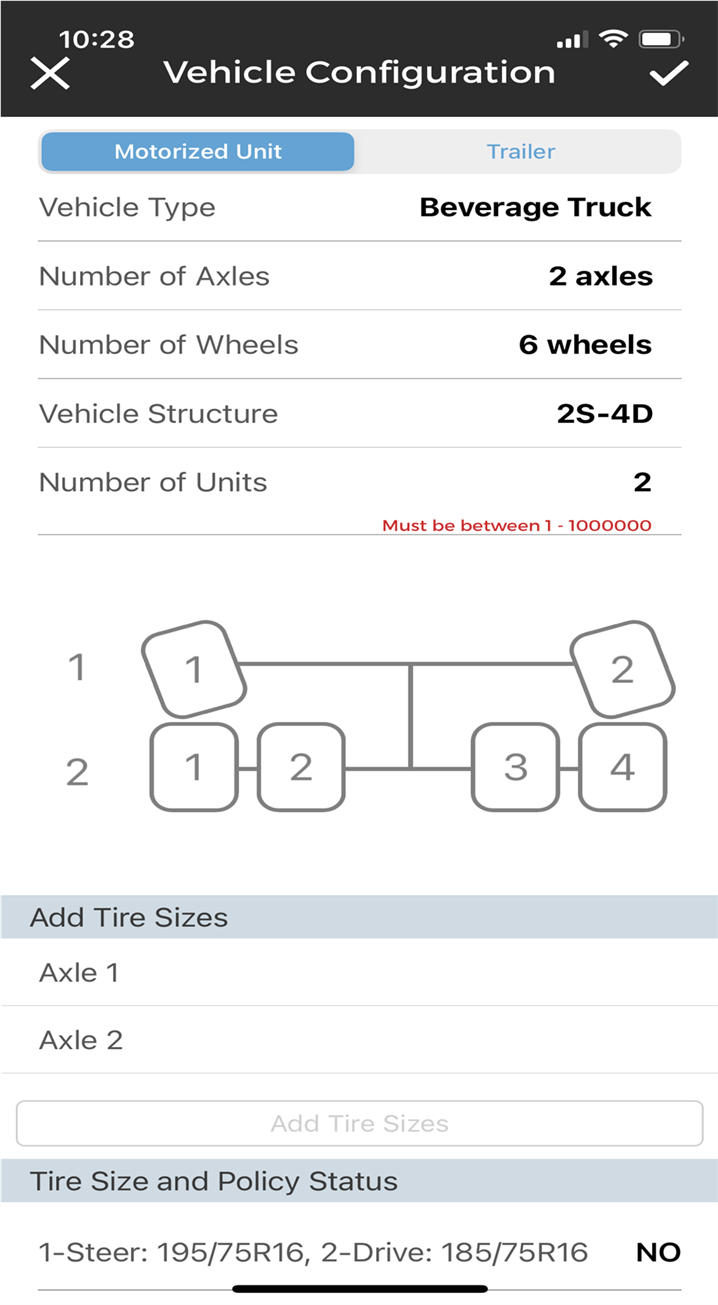 10:28
Vehicle Configuration
Motorized Unit Trailer
Vehicle Type Beverage Truck
Number of Axles 2 axles
Number of Wheels 6 wheels
Vehicle Structure 2S-4D
Number of Units 2
Must be between 1 - 1000000
1 1 2
2 1 2 3 4
Add Tire Sizes
Axle 1
Axle 2
Add Tire Sizes
Tire Size and Policy Status
1-Steer: 195/75R16, 2-Drive: 185/75R16 NO